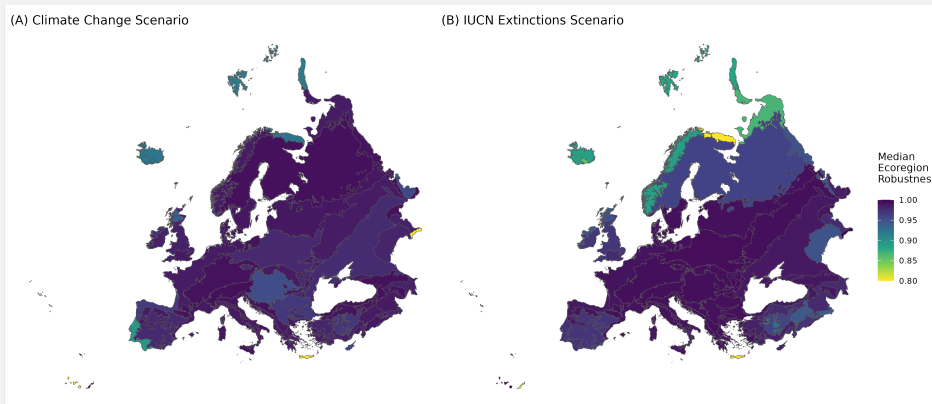 (A) Climate Change Scenario
(B) IUCN Extinctions Scenario
Median
Ecoregion
Robustnes
1.00
0.95
0.90
0.85
0.80